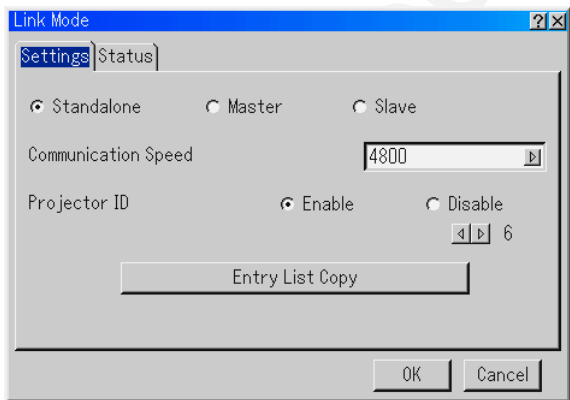 Link Mode
Settings Status
Standalone Master Slave
Communication Speed 4800
Projector ID Enable Disable
6
Entry List Copy
OK Cancel